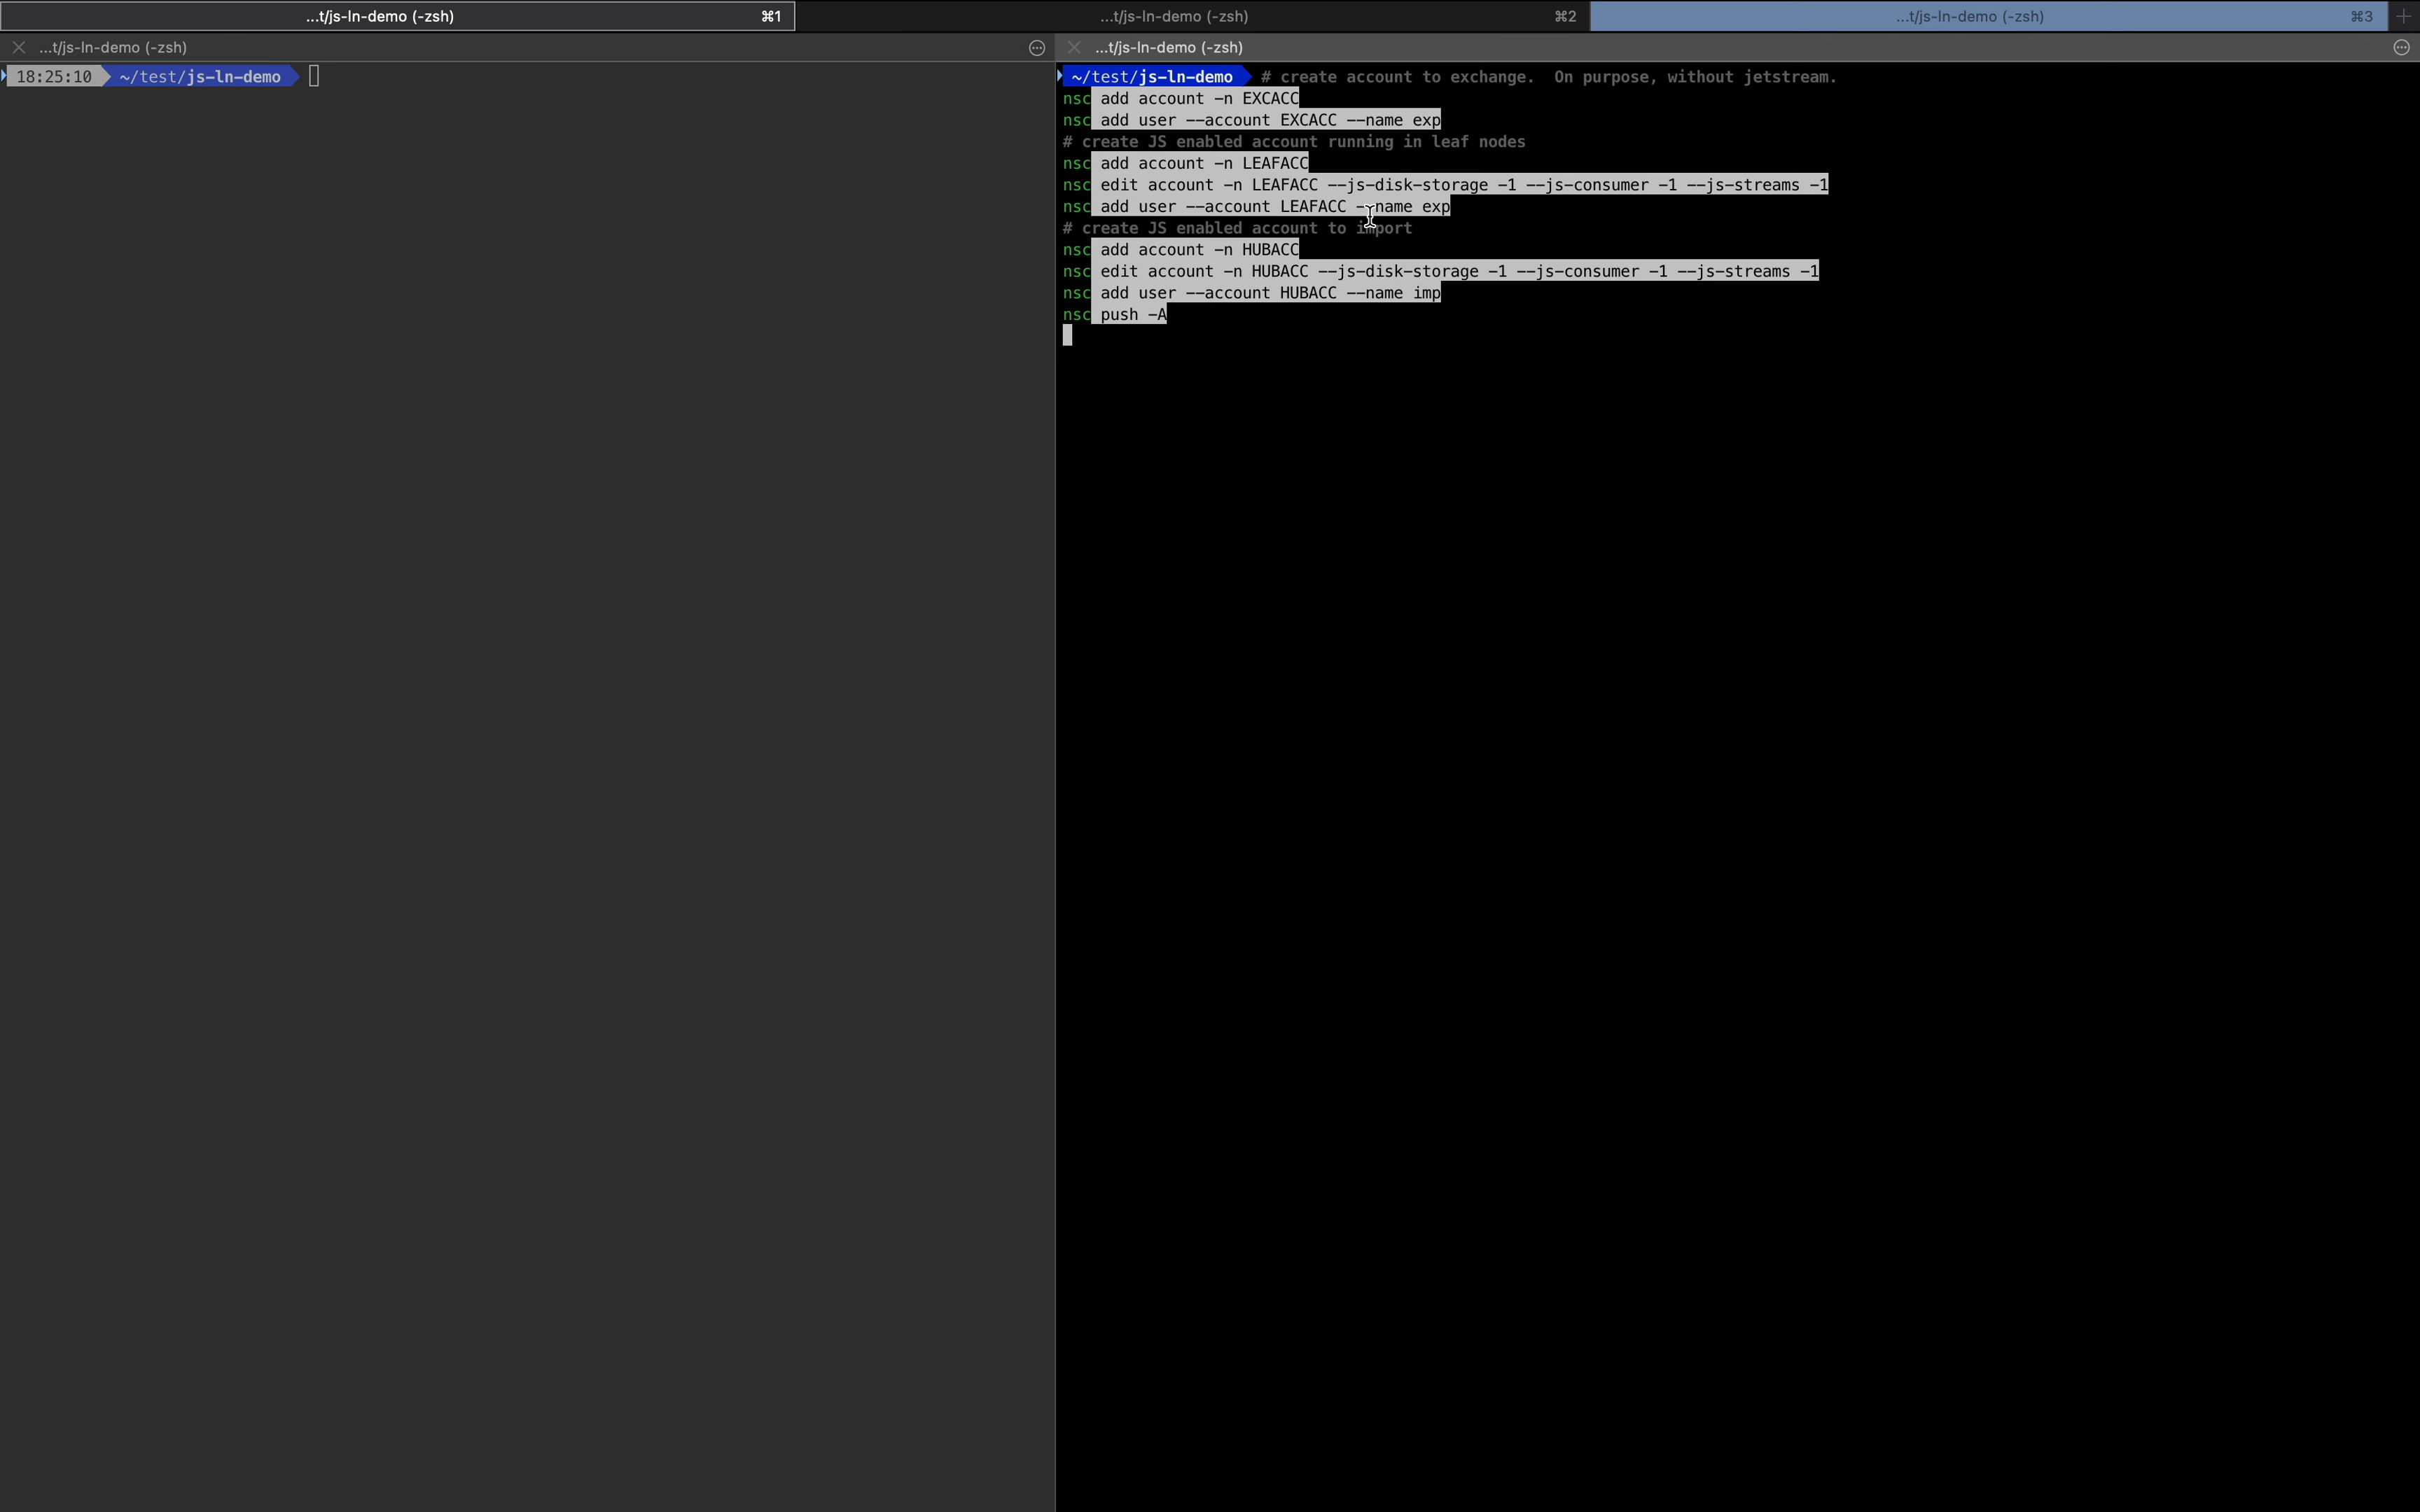 ...t/js-ln-demo (-zsh) ⌘1 ...t/js-ln-demo (-zsh) ⌘2 ...t/js-ln-demo (-zsh) ⌘3
...t/js-ln-demo (-zsh)
18:25:10 ~/test/js-ln-demo
...t/js-ln-demo (-zsh)
~/test/js-ln-demo # create account to exchange.  On purpose, without jetstream.
nsc add account -n EXCACC
nsc add user --account EXCACC --name exp
# create JS enabled account running in leaf nodes
nsc add account -n LEAFACC
nsc edit account -n LEAFACC --js-disk-storage -1 --js-consumer -1 --js-streams -1
nsc add user --account LEAFACC --name exp
# create JS enabled account to import
nsc add account -n HUBACC
nsc edit account -n HUBACC --js-disk-storage -1 --js-consumer -1 --js-streams -1
nsc add user --account HUBACC --name imp
nsc push -A